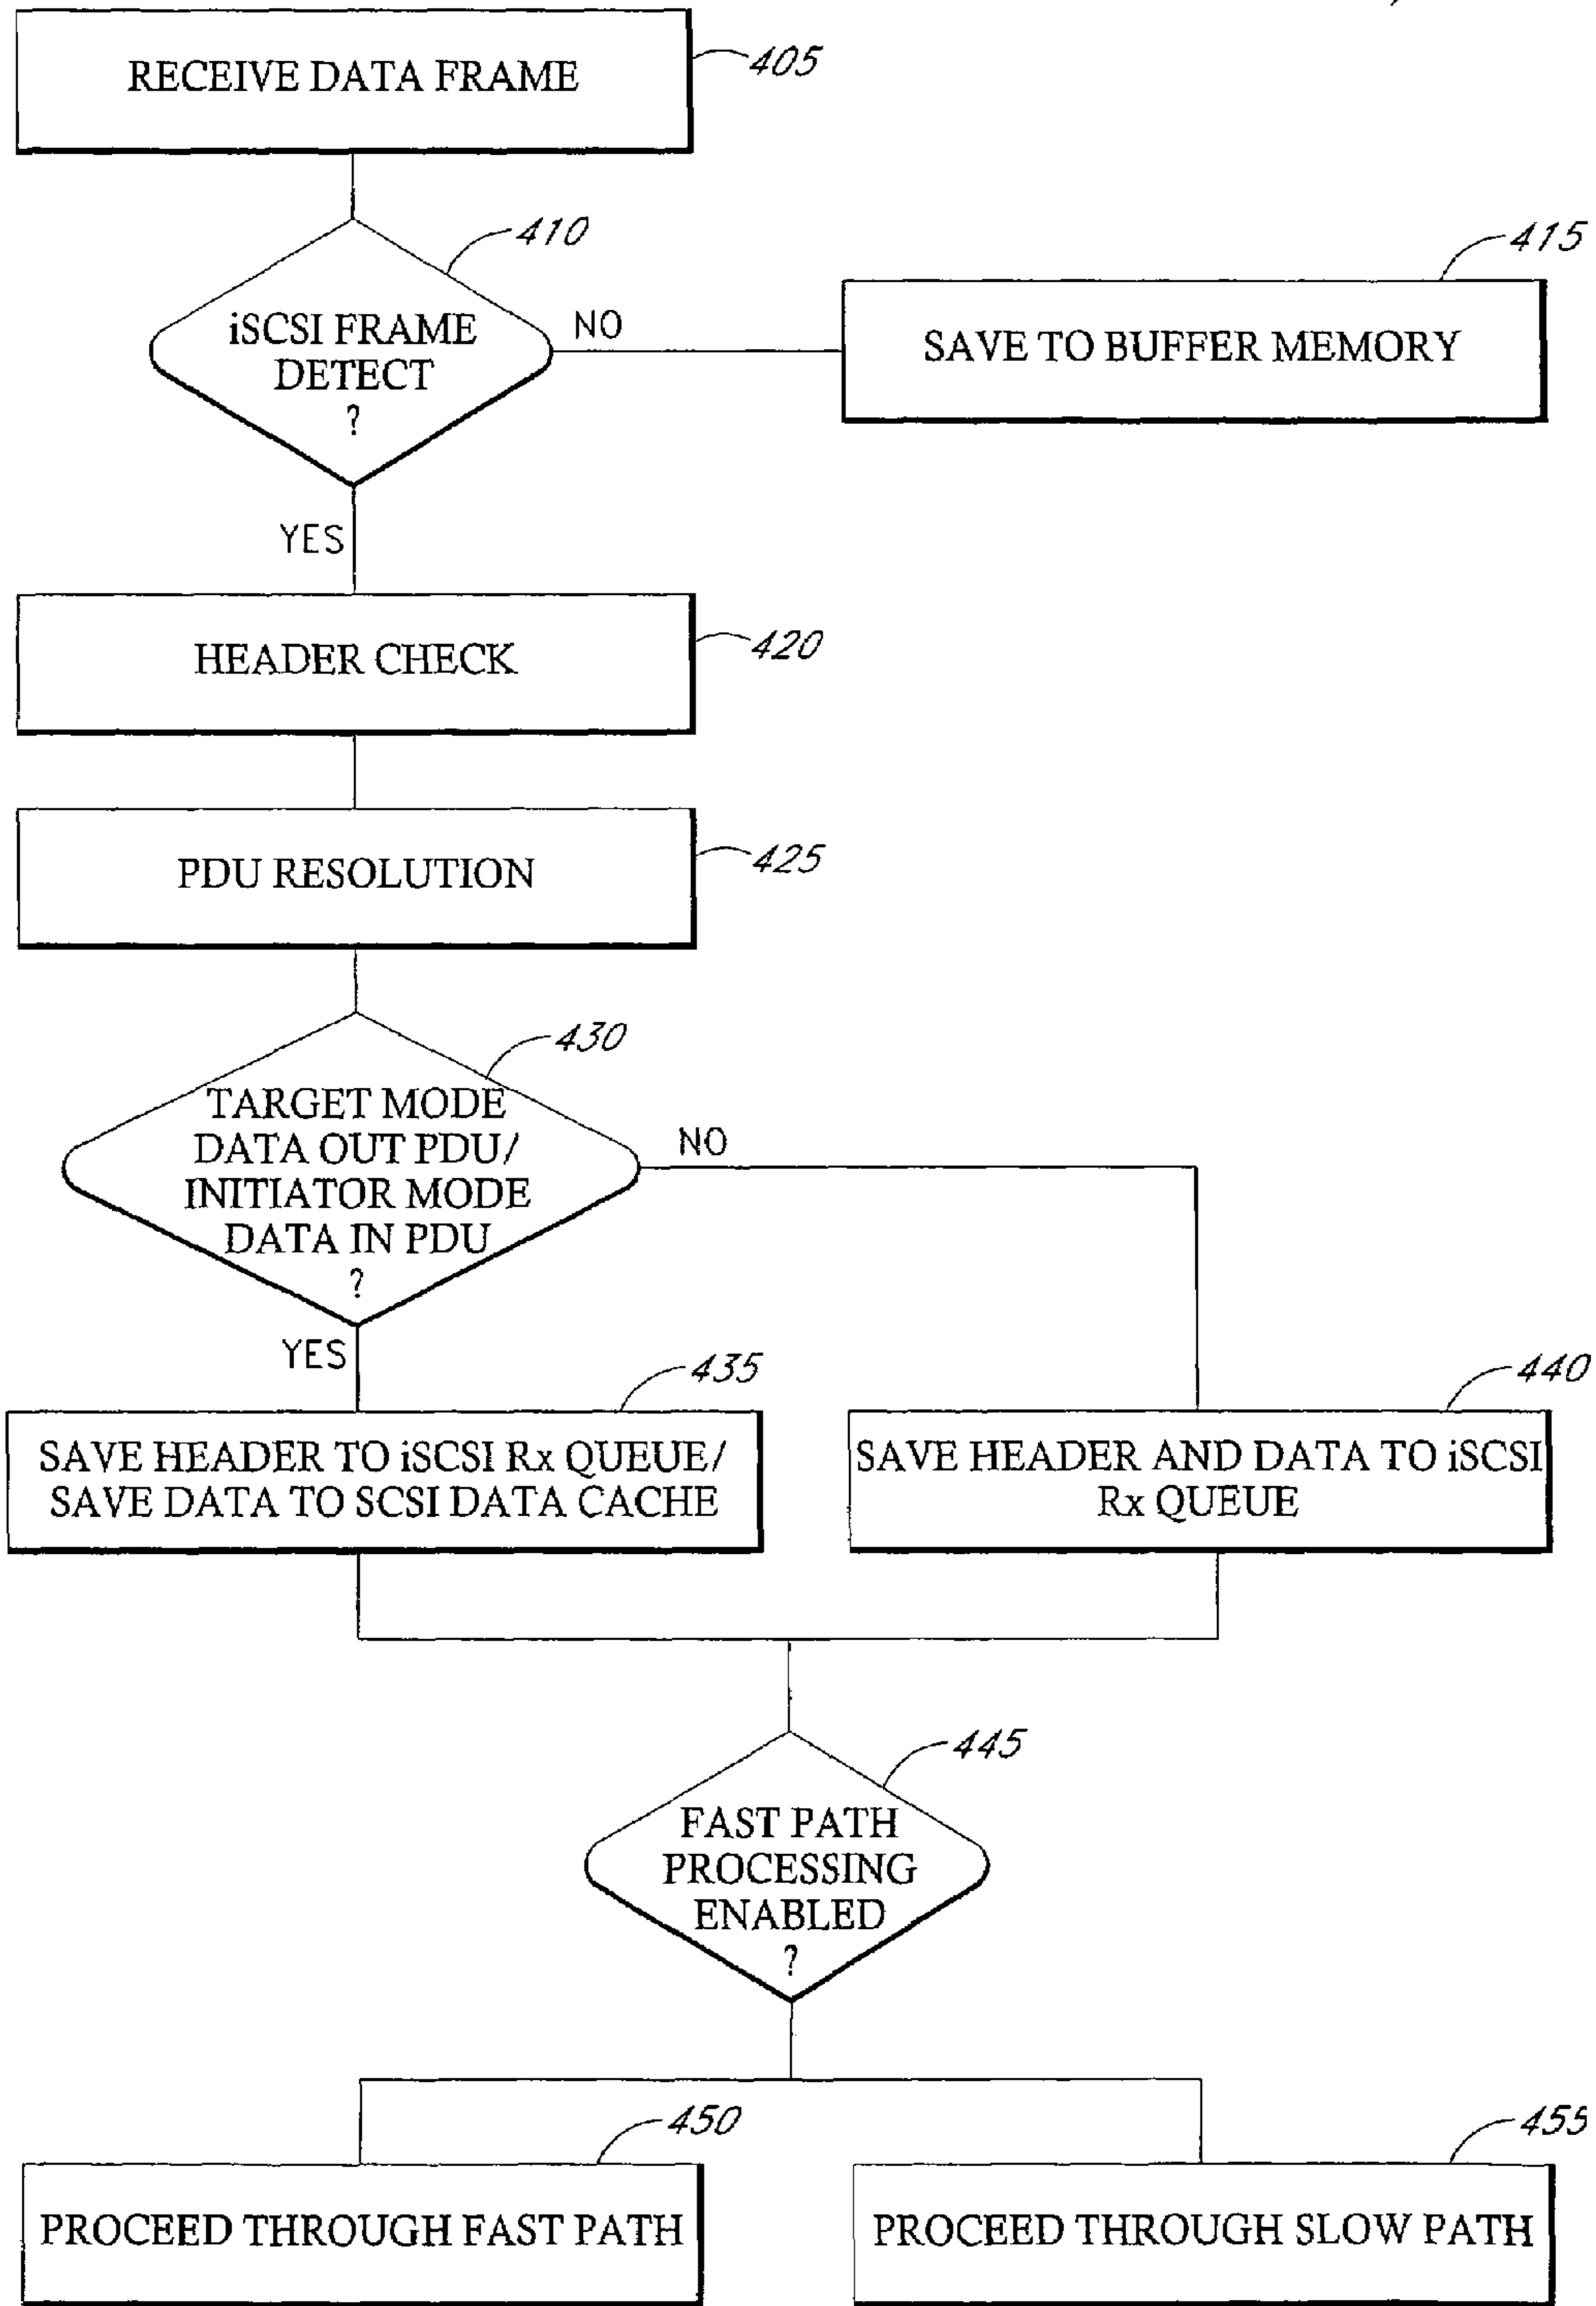 RECEIVE DATA FRAME
405
410
iSCSI FRAME
DETECT
?
NO
415
SAVE TO BUFFER MEMORY
YES
HEADER CHECK
420
PDU RESOLUTION
425
430
TARGET MODE
DATA OUT PDU/
INITIATOR MODE
DATA IN PDU
?
NO
YES
435
SAVE HEADER TO iSCSI Rx QUEUE/
SAVE DATA TO SCSI DATA CACHE
440
SAVE HEADER AND DATA TO iSCSI
Rx QUEUE
445
FAST PATH
PROCESSING
ENABLED
?
450
PROCEED THROUGH FAST PATH
455
PROCEED THROUGH SLOW PATH